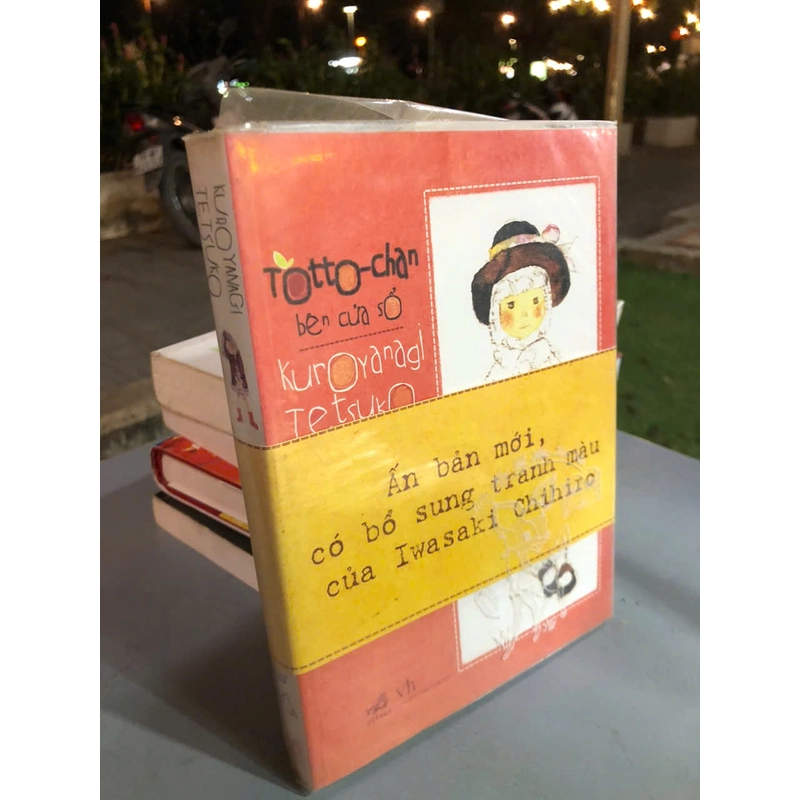 KUROYANAGI
TETSUKO
TOTTO-chan
bên cửa sổ
KUROYANAGI
TETSUKO
Ấn bản mới,
có bổ sung tranh màu
của Iwasaki Chihiro
vh